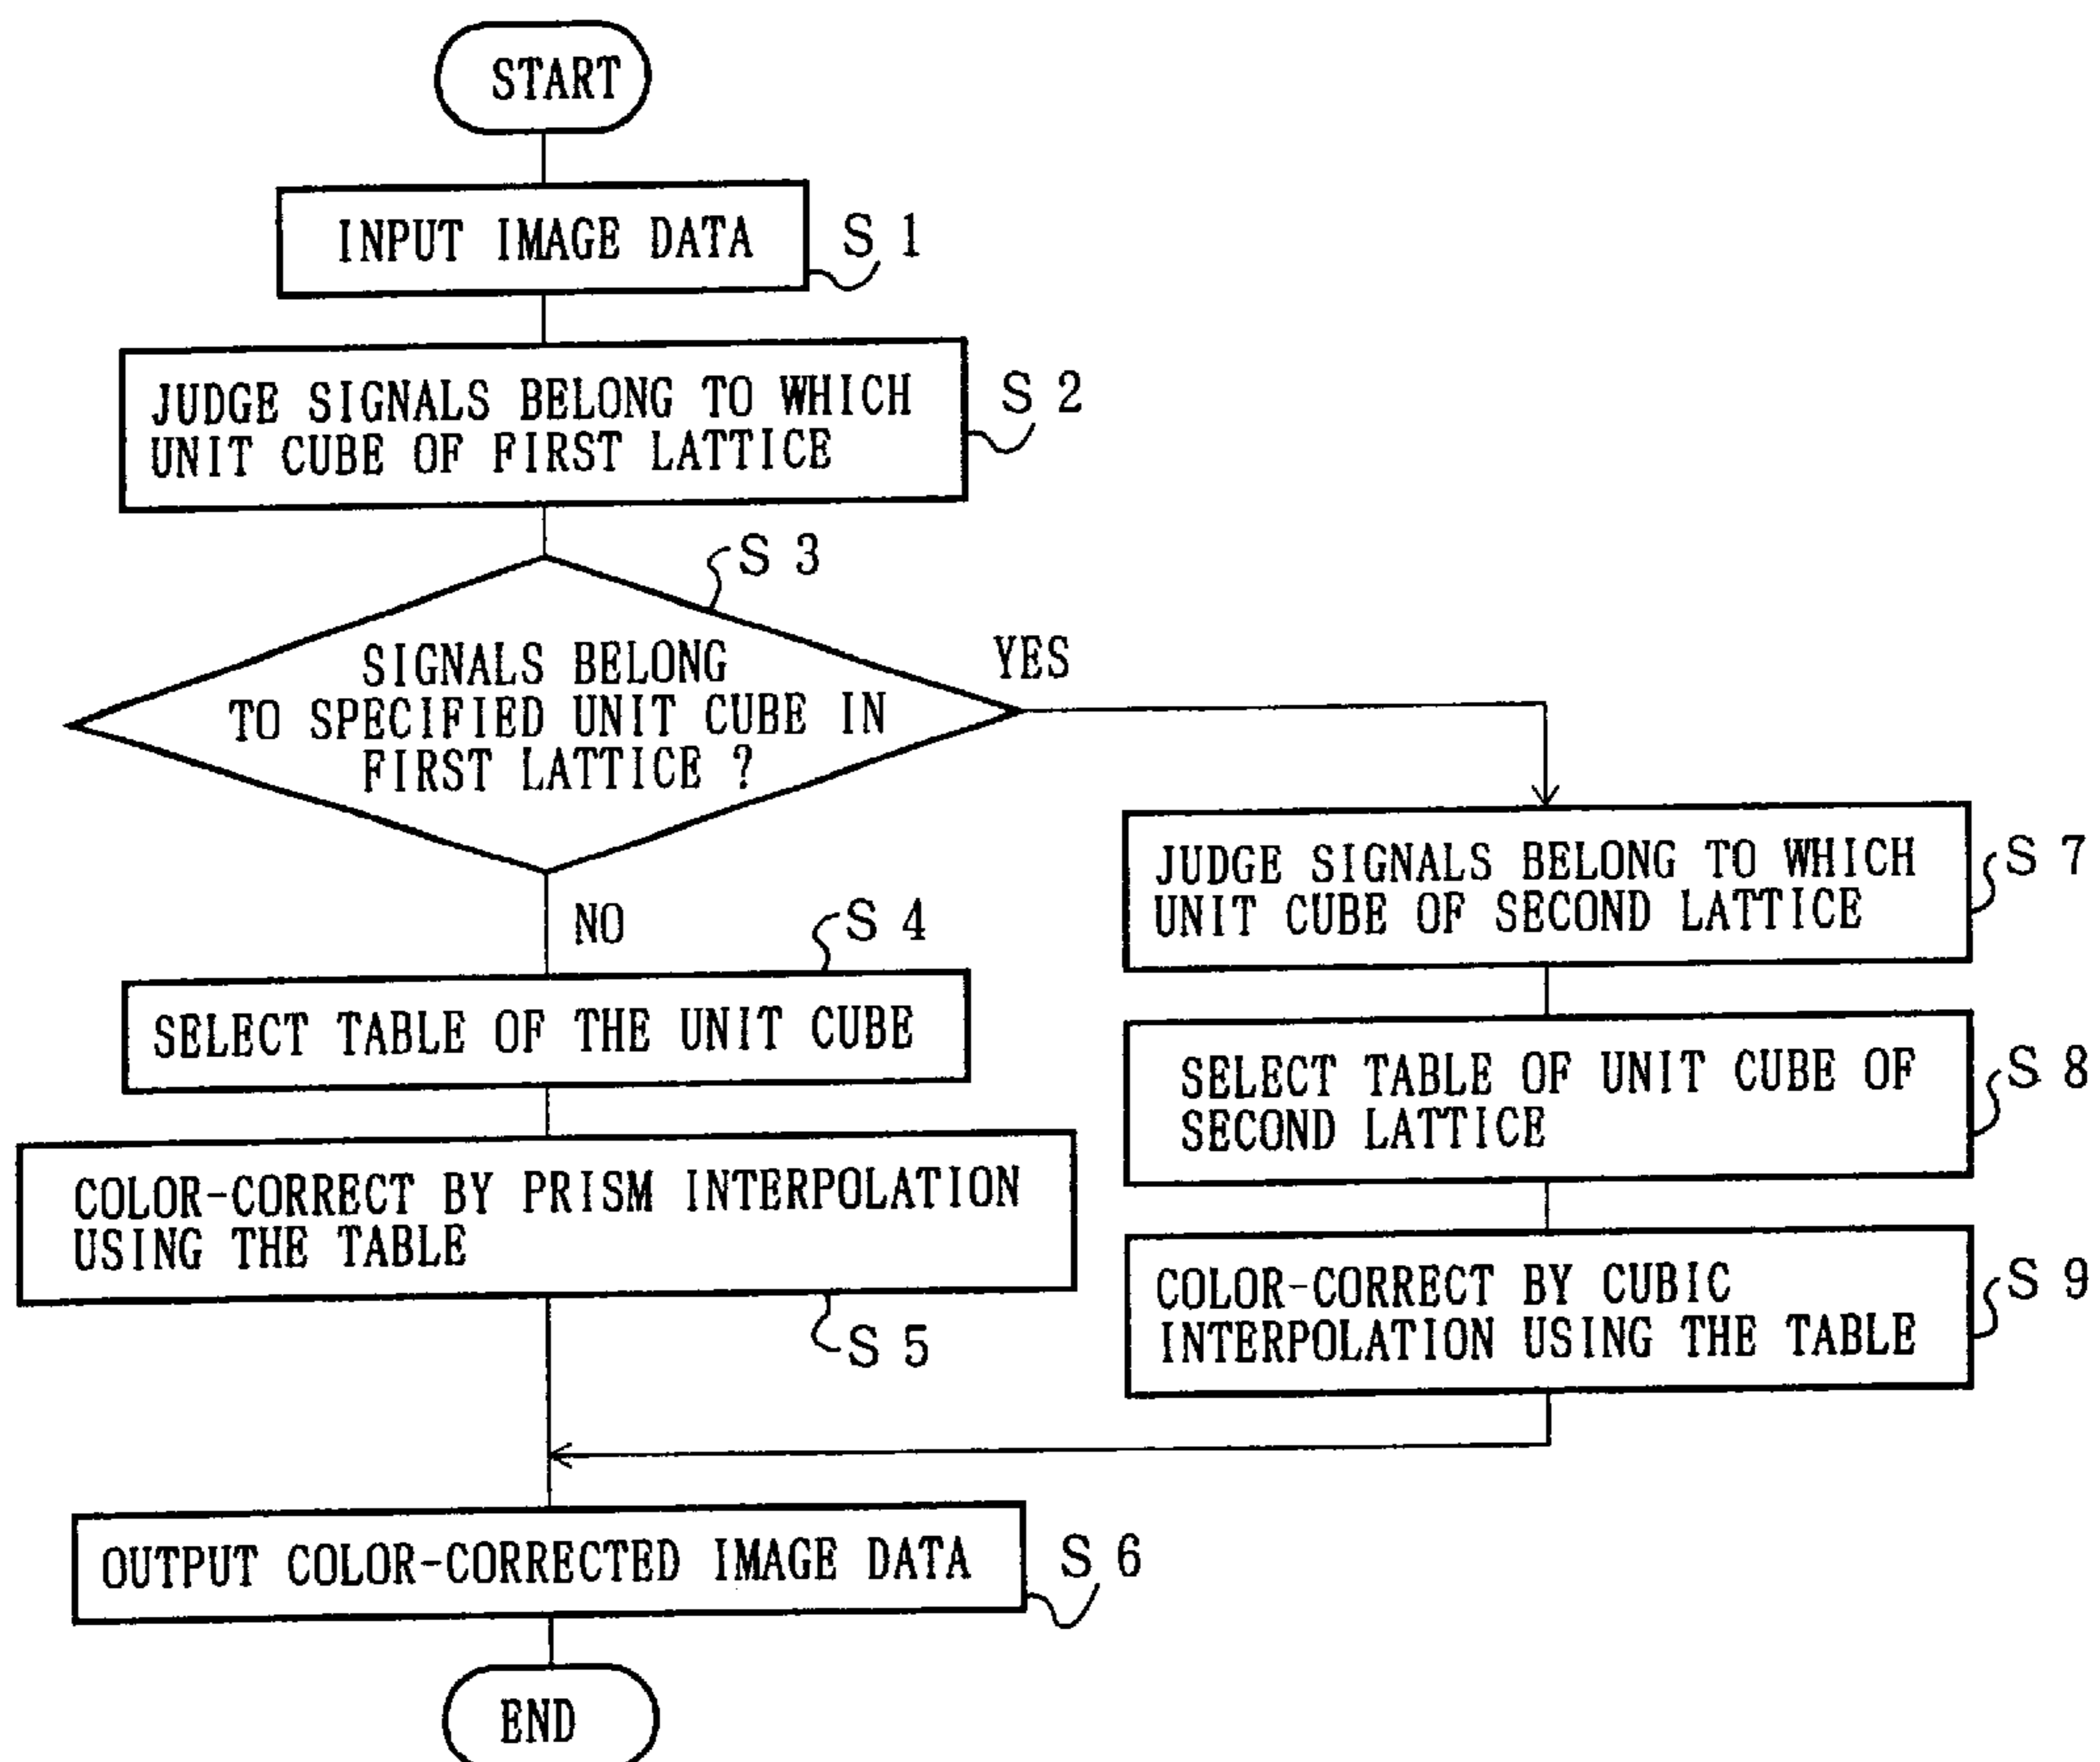 START
INPUT IMAGE DATA
S 1
JUDGE SIGNALS BELONG TO WHICH
UNIT CUBE OF FIRST LATTICE
S 2
S 3
SIGNALS BELONG
TO SPECIFIED UNIT CUBE IN
FIRST LATTICE ?
YES
NO
S 4
SELECT TABLE OF THE UNIT CUBE
COLOR-CORRECT BY PRISM INTERPOLATION
USING THE TABLE
S 5
JUDGE SIGNALS BELONG TO WHICH
UNIT CUBE OF SECOND LATTICE
S 7
SELECT TABLE OF UNIT CUBE OF
SECOND LATTICE
S 8
COLOR-CORRECT BY CUBIC
INTERPOLATION USING THE TABLE
S 9
OUTPUT COLOR-CORRECTED IMAGE DATA
S 6
END